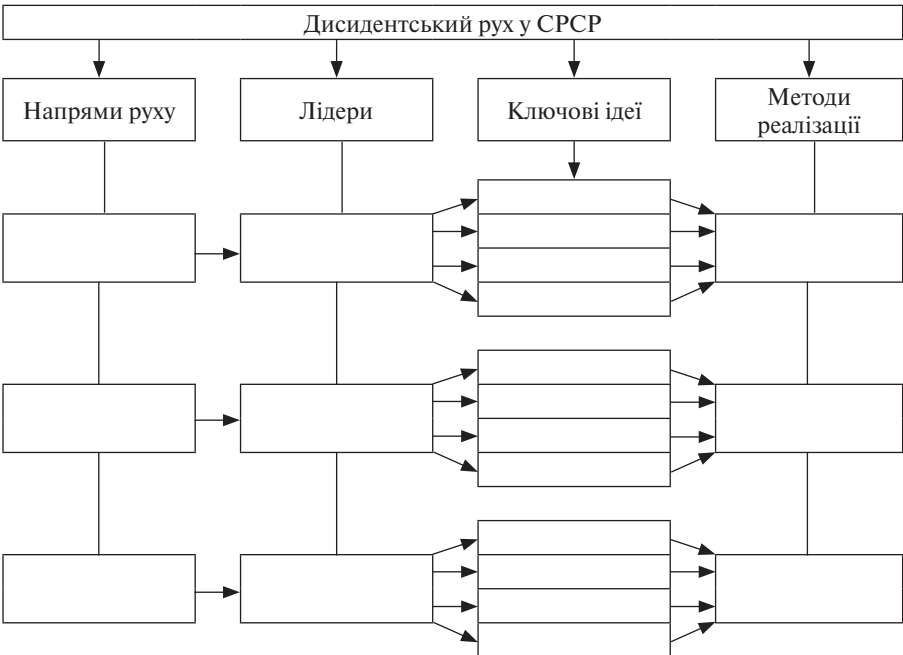 Дисидентський рух у СРСР
Напрями руху
Лідери
Ключові ідеї
Методи
реалізації